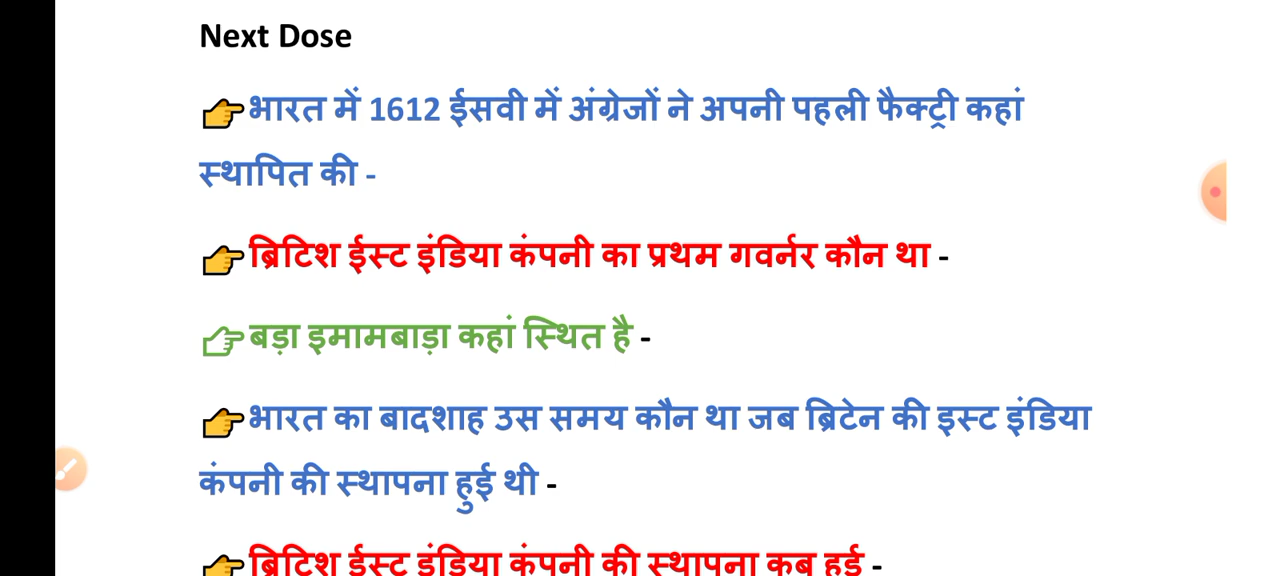 Next Dose
👉भारत में 1612 ईसवी में अंग्रेजों ने अपनी पहली फैक्ट्री कहां
स्थापित की -
👉ब्रिटिश ईस्ट इंडिया कंपनी का प्रथम गवर्नर कौन था -
👉बड़ा इमामबाड़ा कहां स्थित है -
👉भारत का बादशाह उस समय कौन था जब ब्रिटेन की इस्ट इंडिया
कंपनी की स्थापना हुई थी -
👉ब्रिटिश ईस्ट इंडिया कंपनी की स्थापना कब हुई -